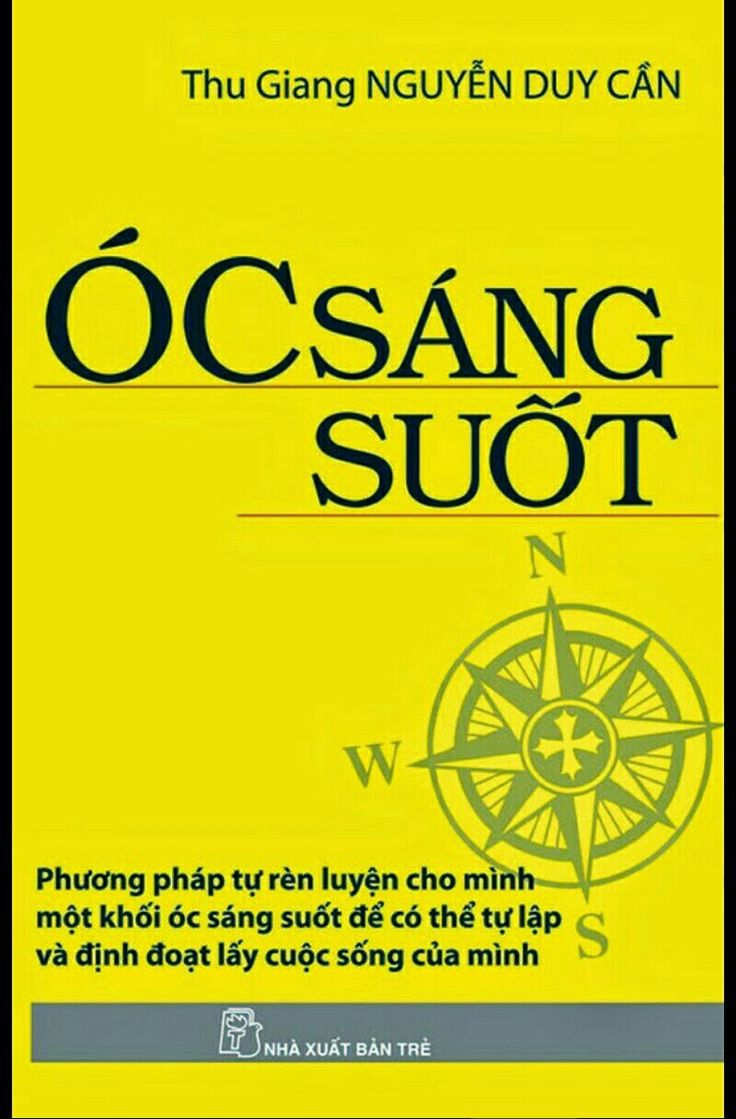 Thu Giang NGUYỄN DUY CẦN
ÓC SÁNG
SUỐT
N
W
S
Phương pháp tự rèn luyện cho mình
một khối óc sáng suốt để có thể tự lập
và định đoạt lấy cuộc sống của mình
NHÀ XUẤT BẢN TRẺ